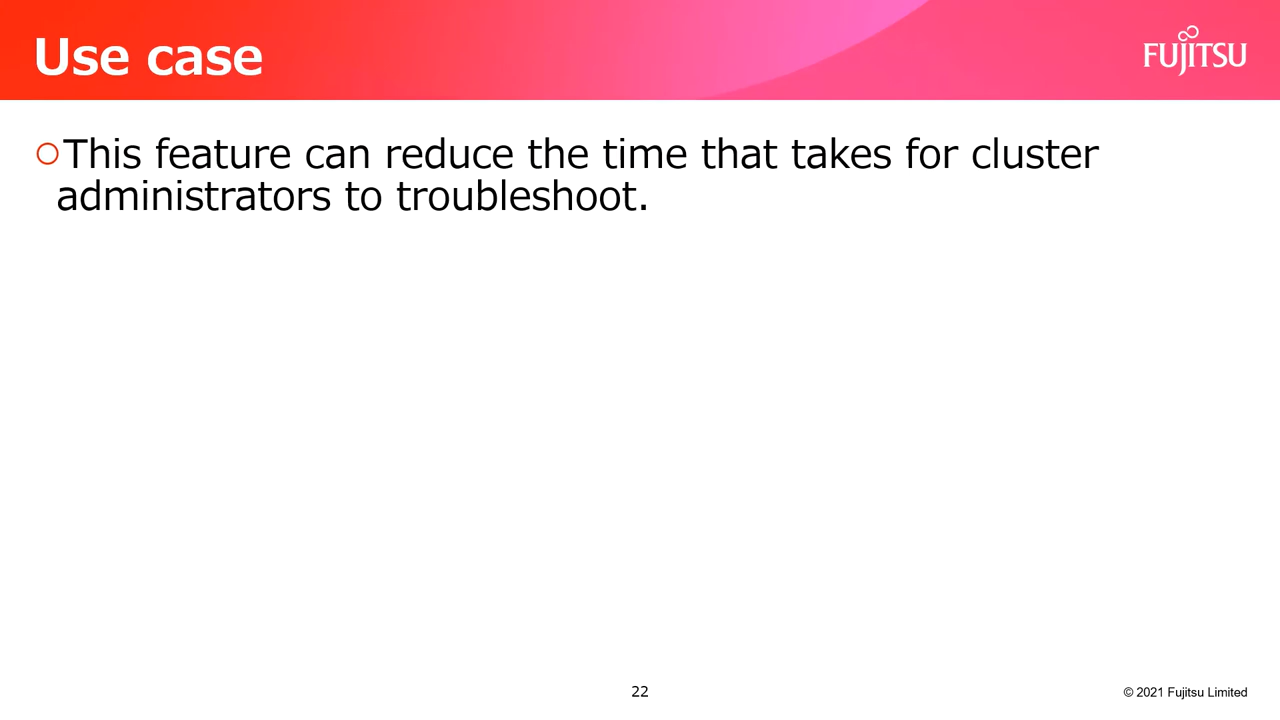 Use case
FUJITSU
○This feature can reduce the time that takes for cluster
administrators to troubleshoot.
22
© 2021 Fujitsu Limited